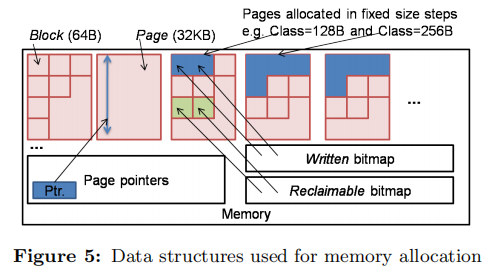 Block (64B)
Page (32KB)
Pages allocated in fixed size steps
e.g. Class=128B and Class=256B
...
...
Page pointers
Ptr.
Written bitmap
Reclaimable bitmap
Memory
Figure 5: Data structures used for memory allocation